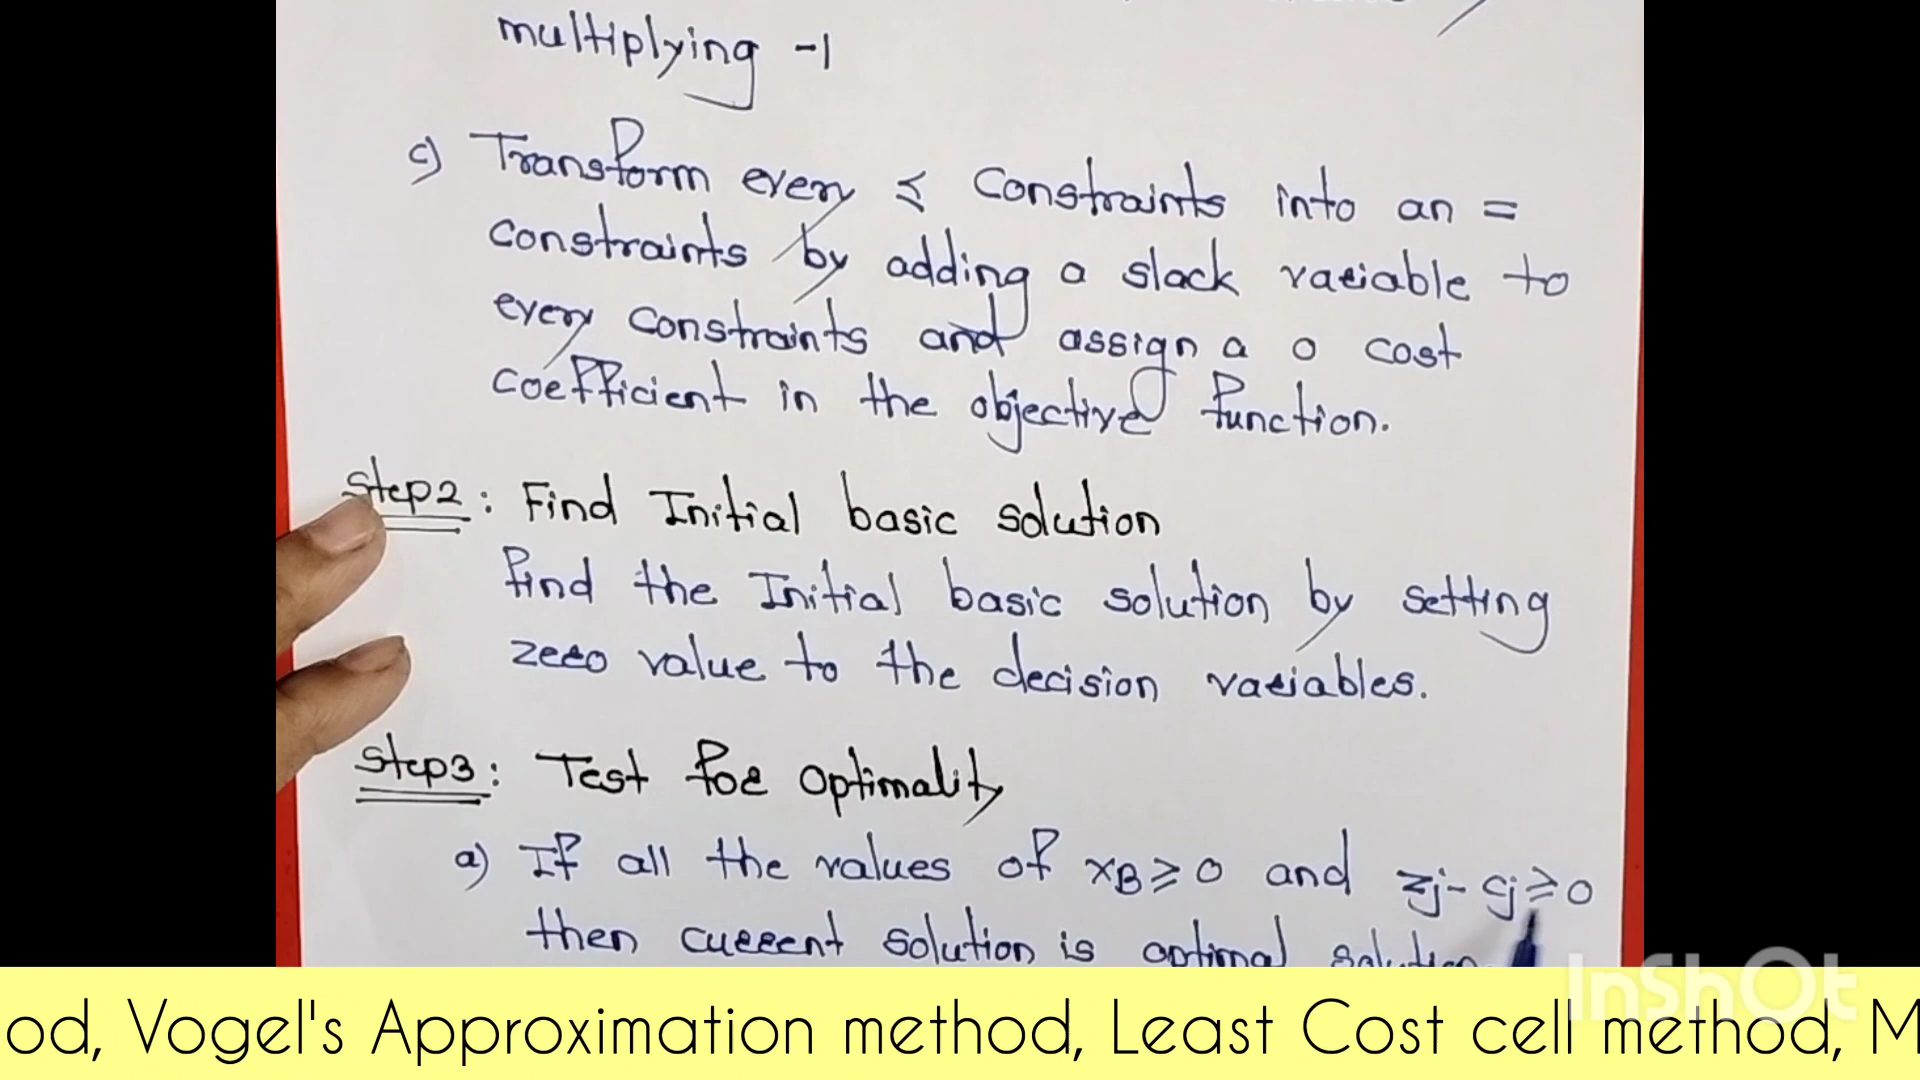 multiplying -1
c) Transform every ≤ constraints into an =
constraints by adding a slack variable to
every constraints and assign a 0 cost
coefficient in the objective function.
Step2: Find Initial basic solution
find the Initial basic solution by setting
zero value to the decision variables.
Step3: Test for optimality
a) If all the values of xB ≥ 0 and zj - cj ≥ 0
then current solution is optimal solution
od, Vogel's Approximation method, Least Cost cell method, M
InShOt